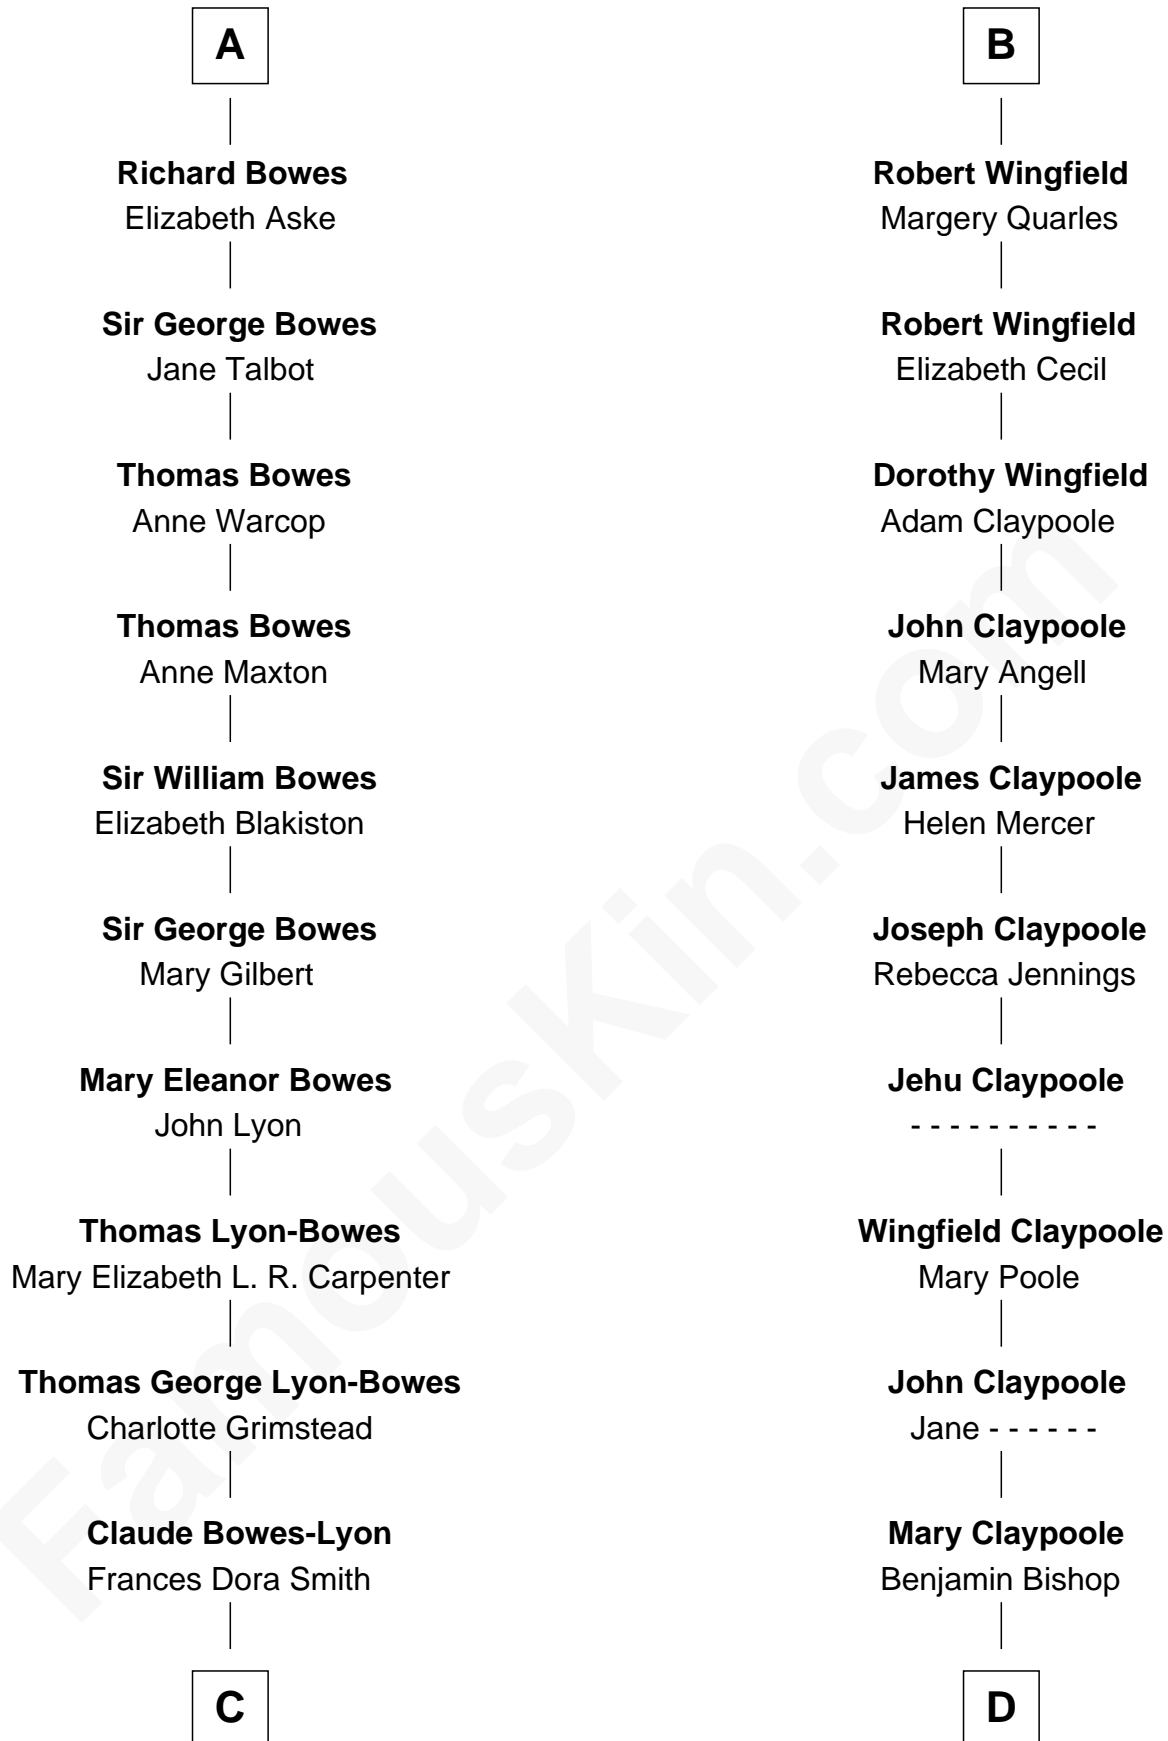 A
Richard Bowes
Elizabeth Aske
Sir George Bowes
Jane Talbot
Thomas Bowes
Anne Warcop
Thomas Bowes
Anne Maxton
Sir William Bowes
Elizabeth Blakiston
Sir George Bowes
Mary Gilbert
Mary Eleanor Bowes
John Lyon
Thomas Lyon-Bowes
Mary Elizabeth L. R. Carpenter
Thomas George Lyon-Bowes
Charlotte Grimstead
Claude Bowes-Lyon
Frances Dora Smith
C
B
Robert Wingfield
Margery Quarles
Robert Wingfield
Elizabeth Cecil
Dorothy Wingfield
Adam Claypoole
John Claypoole
Mary Angell
James Claypoole
Helen Mercer
Joseph Claypoole
Rebecca Jennings
Jehu Claypoole
- - - - - - - - - -
Wingfield Claypoole
Mary Poole
John Claypoole
Jane - - - - - -
Mary Claypoole
Benjamin Bishop
D
FamousKin.com